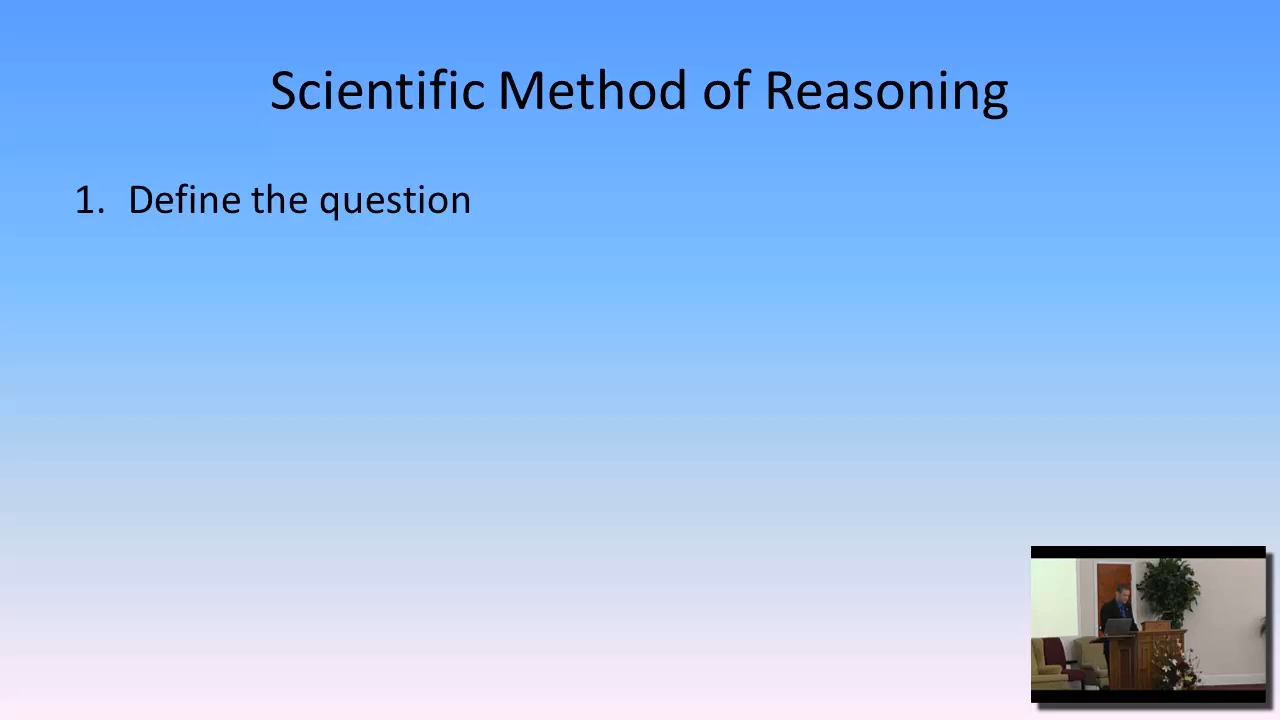 Scientific Method of Reasoning
1. Define the question